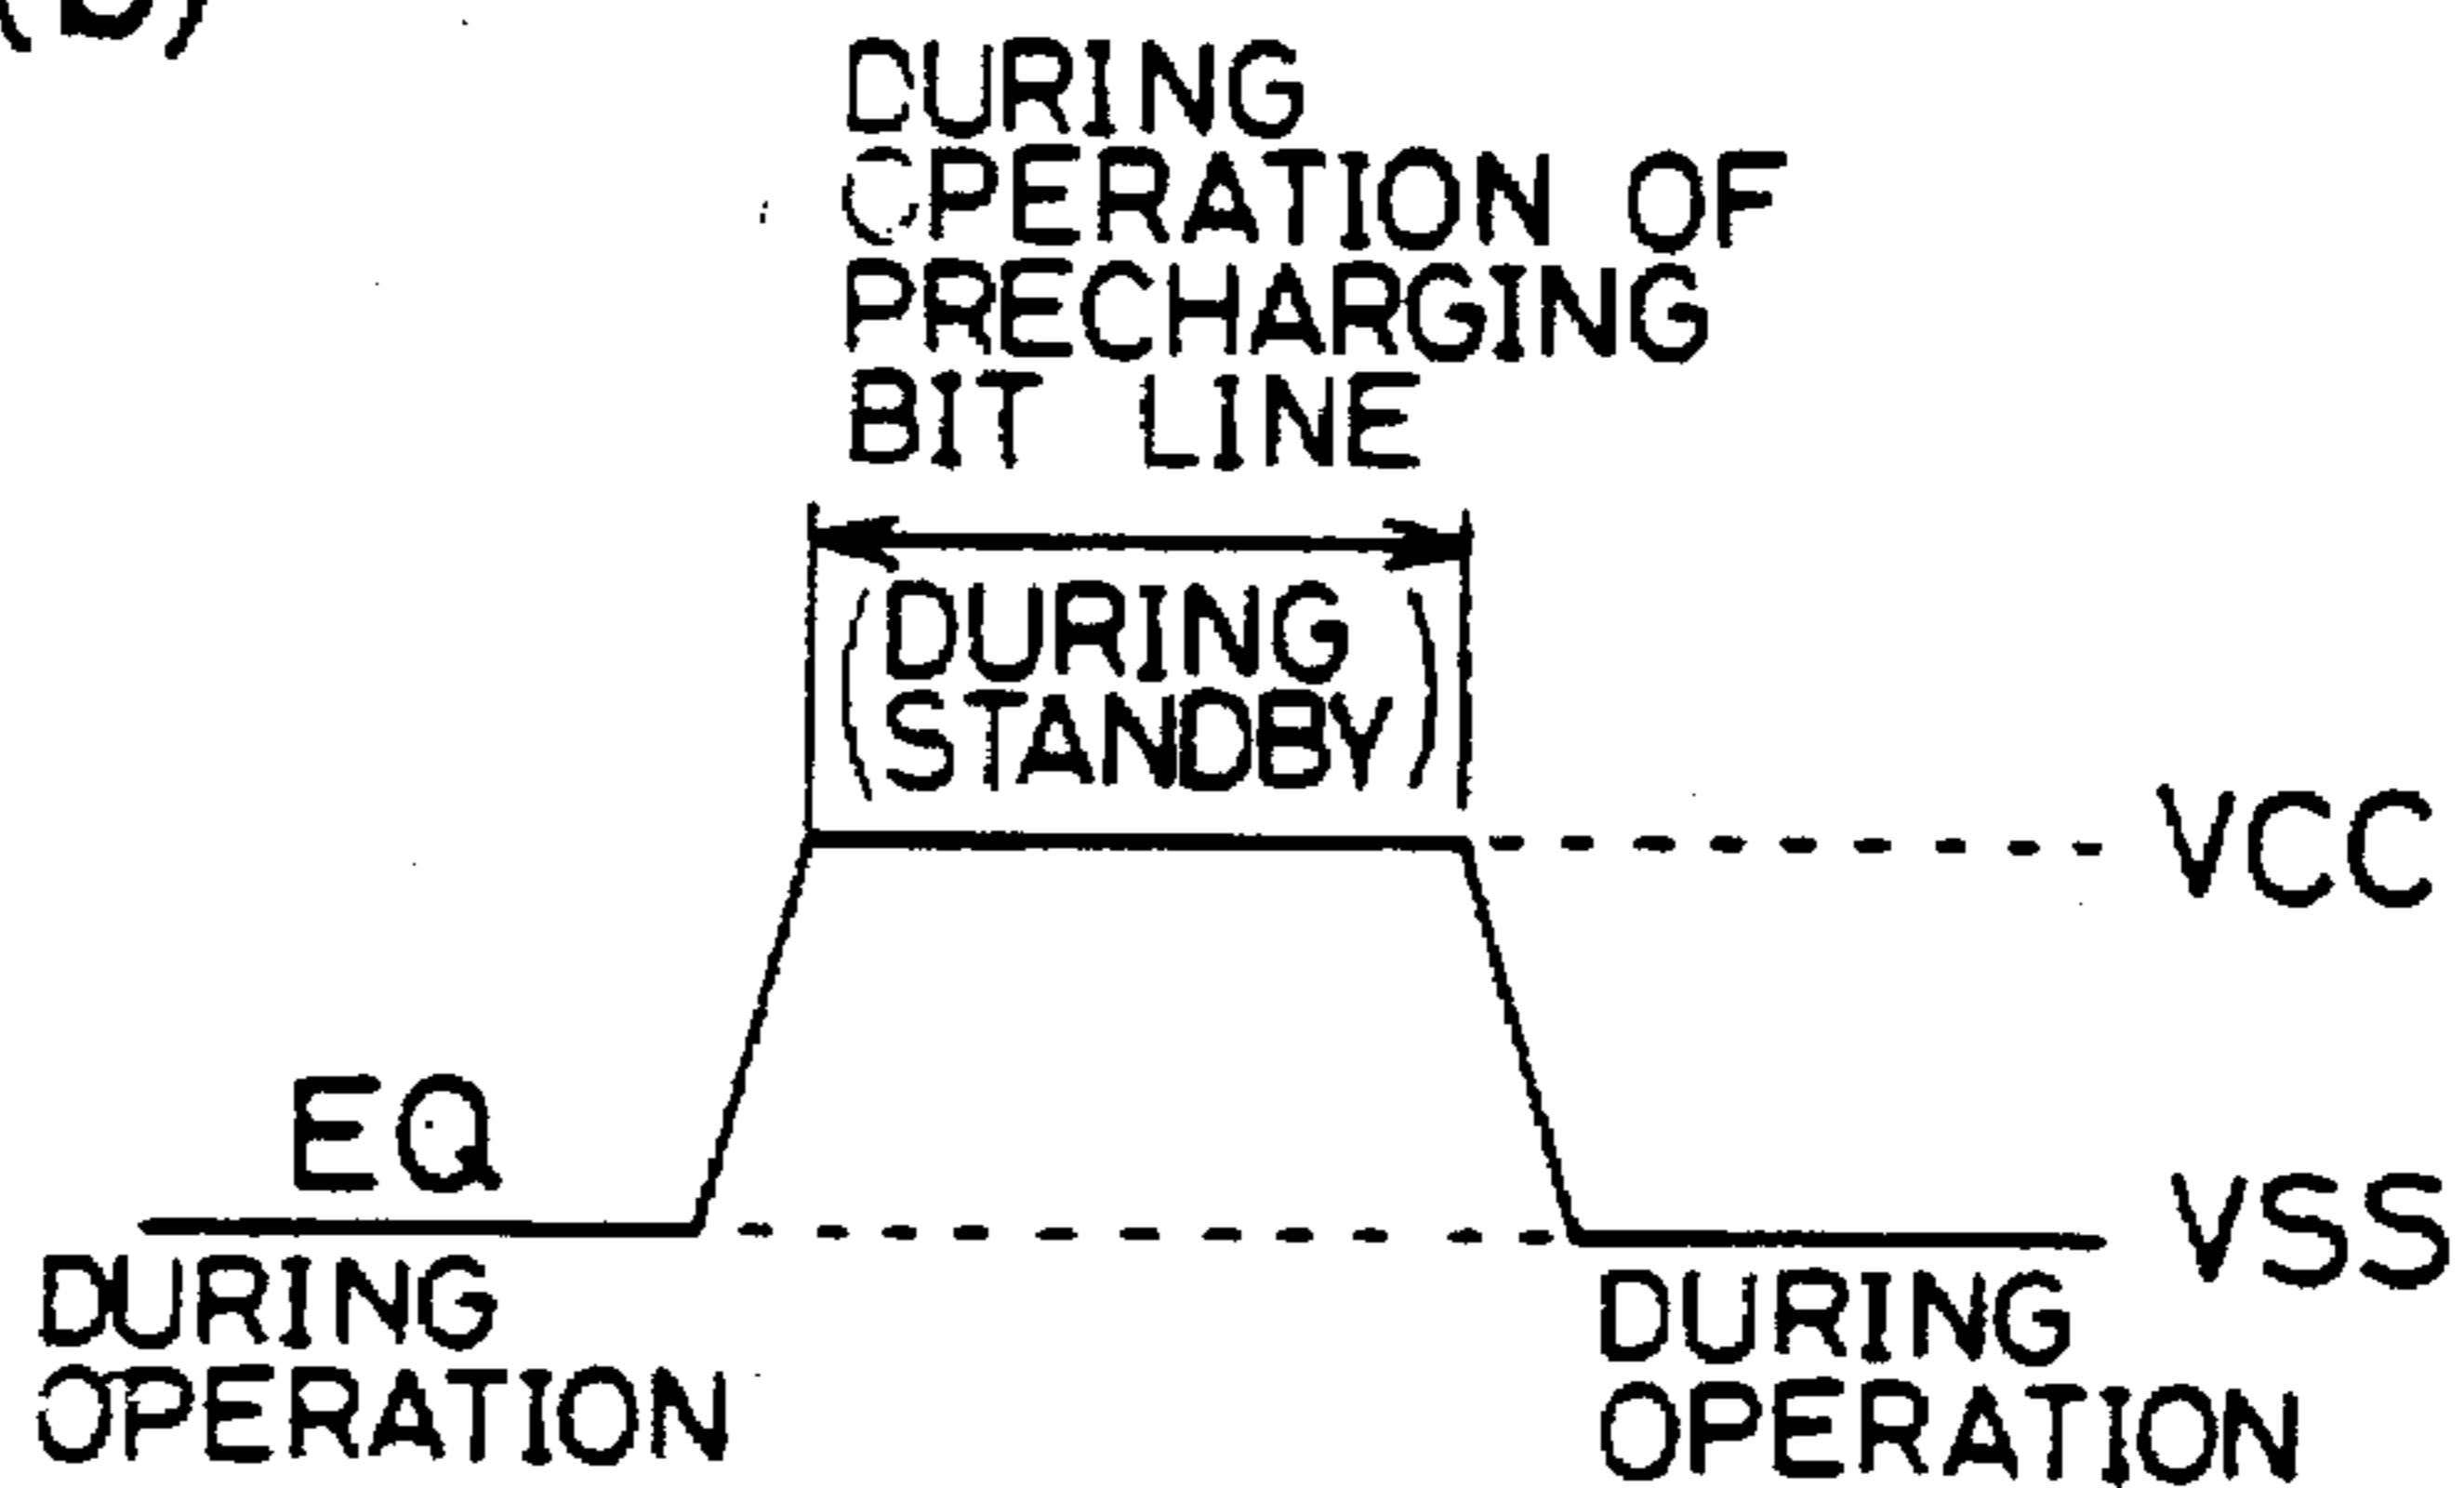 DURING
OPERATION OF
PRECHARGING
BIT LINE
(DURING
STANDBY)
VCC
EQ
VSS
DURING
OPERATION
DURING
OPERATION